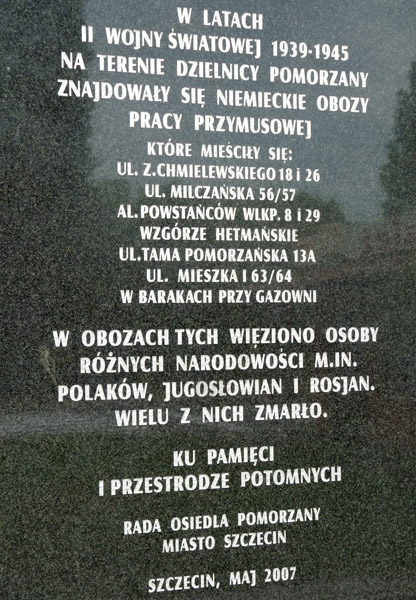 W LATACH
II WOJNY ŚWIATOWEJ 1939-1945
NA TERENIE DZIELNICY POMORZANY
ZNAJDOWAŁY SIĘ NIEMIECKIE OBOZY
PRACY PRZYMUSOWEJ
KTÓRE MIEŚCIŁY SIĘ:
UL. Z.CHMIELEWSKIEGO 18 i 26
UL. MILCZAŃSKA 56/57
AL.POWSTAŃCÓW WLKP. 8 i 29
WZGÓRZE HETMAŃSKIE
UL.TAMA POMORZAŃSKA 13A
UL. MIESZKA I 63/64
W BARAKACH PRZY GAZOWNI
W OBOZACH TYCH WIĘZIONO OSOBY
RÓŻNYCH NARODOWOŚCI M.IN.
POLAKÓW, JUGOSŁOWIAN I ROSJAN.
WIELU Z NICH ZMARŁO.
KU PAMIĘCI
I PRZESTRODZE POTOMNYCH
RADA OSIEDLA POMORZANY
MIASTO SZCZECIN
SZCZECIN, MAJ 2007